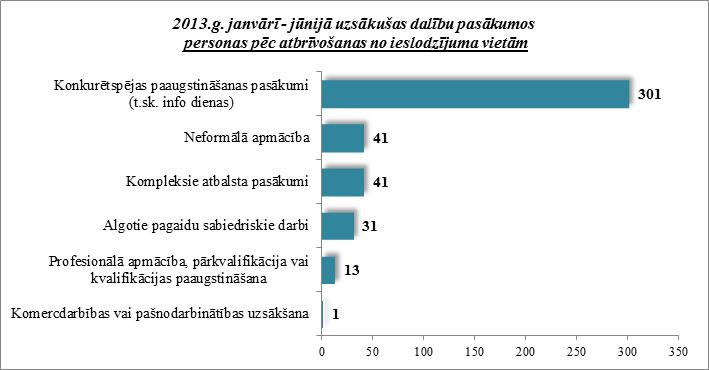 2013.g. janvārī - jūnijā uzsākušas dalību pasākumos
personas pēc atbrīvošanas no ieslodzījuma vietām
Konkurētspējas paaugstināšanas pasākumi
(t.sk. info dienas)
301
Neformālā apmācība
41
Kompleksie atbalsta pasākumi
41
Algotie pagaidu sabiedriskie darbi
31
Profesionālā apmācība, pārkvalifikācija vai
kvalifikācijas paaugstināšana
13
Komercdarbības vai pašnodarbinātības uzsākšana
1
0 50 100 150 200 250 300 350